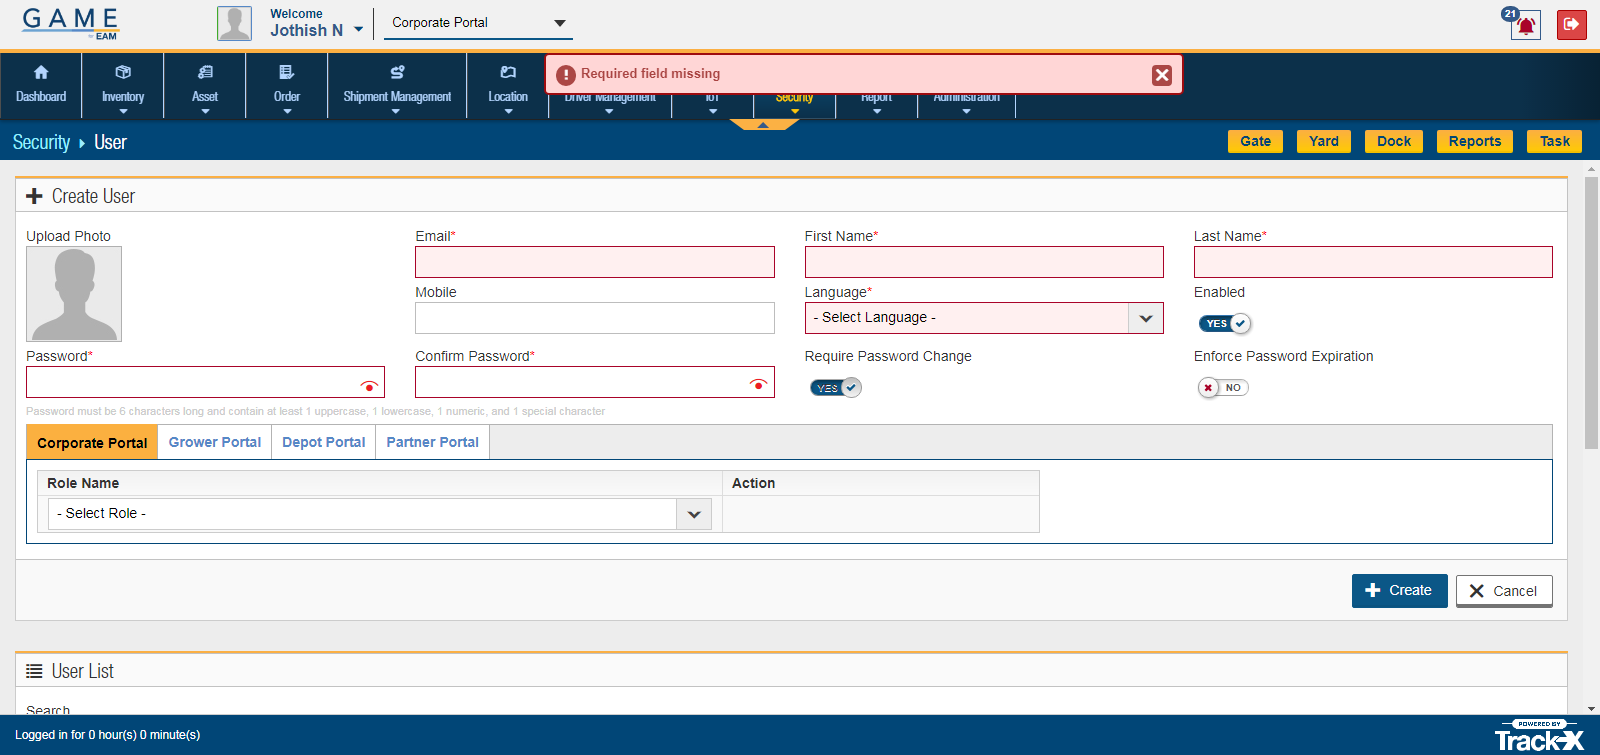 GAME
EAM
Welcome
Jothish N
Corporate Portal
21
Required field missing
Dashboard
Inventory
Asset
Order
Shipment Management
Location
Driver Management
IoT
Security
Report
Administration
Security User
Gate
Yard
Dock
Reports
Task
Create User
Upload Photo
Email*
First Name*
Last Name*
Mobile
Language*
- Select Language -
Enabled
YES
Password*
Confirm Password*
Require Password Change
YES
Enforce Password Expiration
NO
Password must be 6 characters long and contain at least 1 uppercase, 1 lowercase, 1 numeric, and 1 special character
Corporate Portal
Grower Portal
Depot Portal
Partner Portal
Role Name
Action
- Select Role -
Create
Cancel
User List
Search
Logged in for 0 hour(s) 0 minute(s)
POWERED BY
Track-X